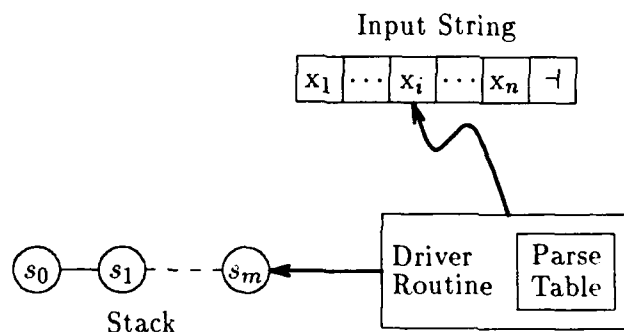 Input String
x₁ ⋯ xᵢ ⋯ xₙ ⊣
Driver Routine
Parse Table
s₀ s₁ sₘ
Stack